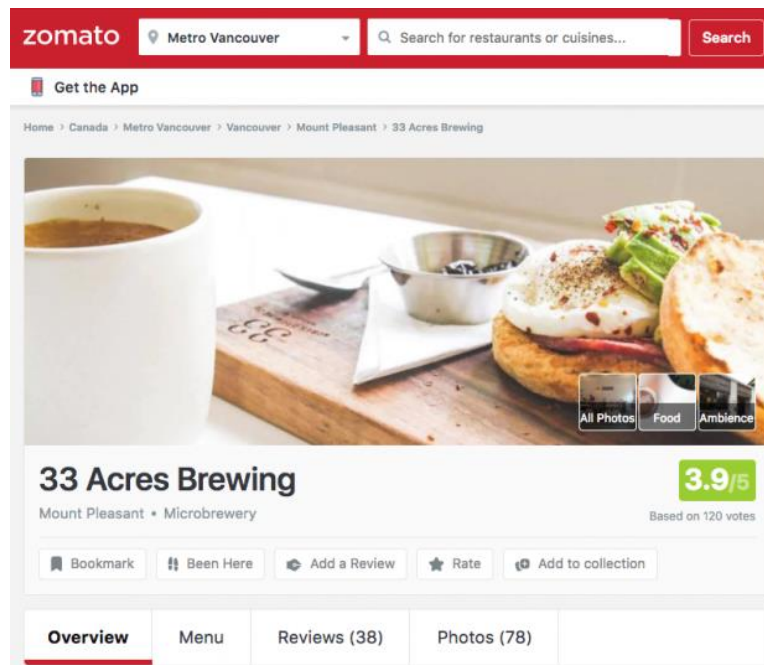 zomato Metro Vancouver Search for restaurants or cuisines... Search
Get the App
Home > Canada > Metro Vancouver > Vancouver > Mount Pleasant > 33 Acres Brewing
All Photos Food Ambience
33 Acres Brewing 3.9/5
Mount Pleasant • Microbrewery Based on 120 votes
Bookmark Been Here Add a Review Rate Add to collection
Overview Menu Reviews (38) Photos (78)